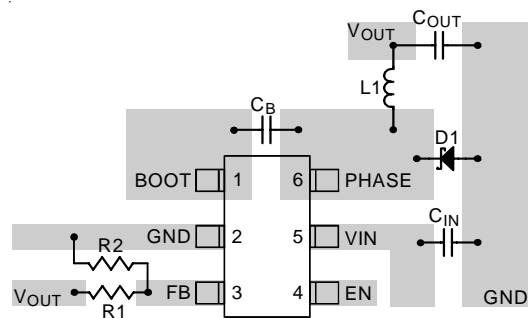 COUT
VOUT
L1
CB
D1
BOOT 1 6 PHASE
CIN
GND 2 5 VIN
R2
VOUT R1 FB 3 4 EN
GND